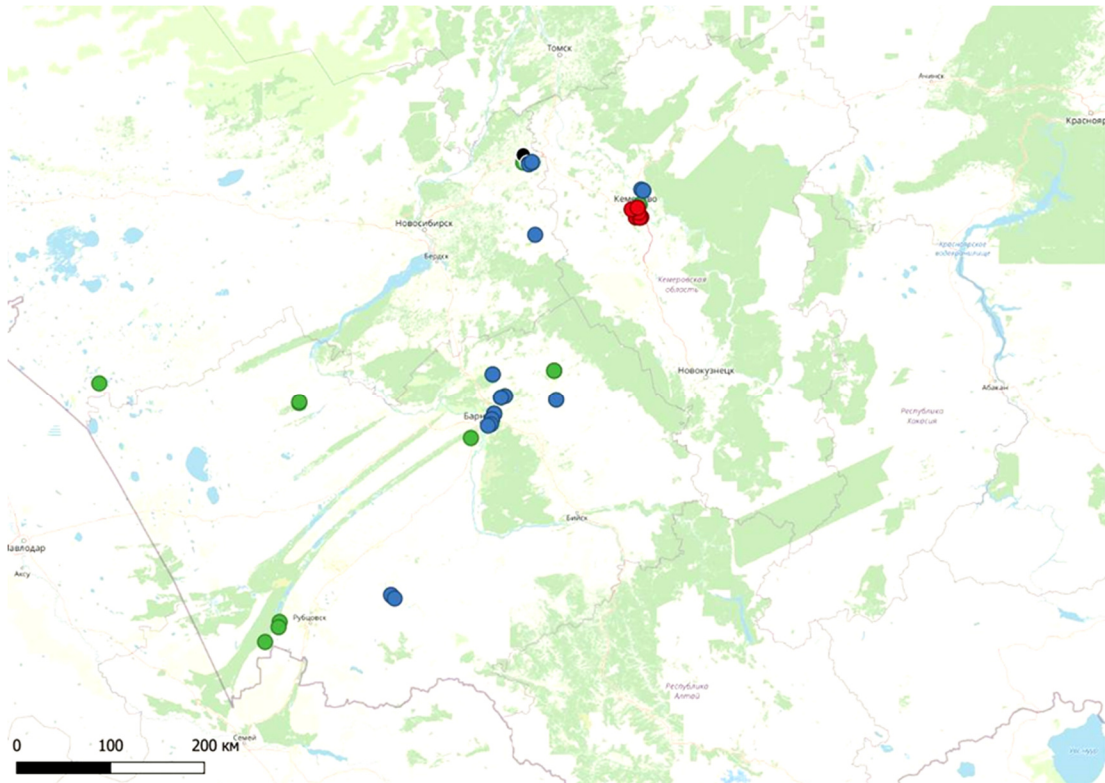 Томск
Ачинск
Краснояр
Кемерово
Новосибирск
Бердск
Красноярское
водохранилище
Кемеровская
область
Новокузнецк
Абакан
Республика
Хакасия
Барн
Бийск
Павлодар
Аксу
Рубцовск
Республика
Алтай
Семей
0 100 200 км